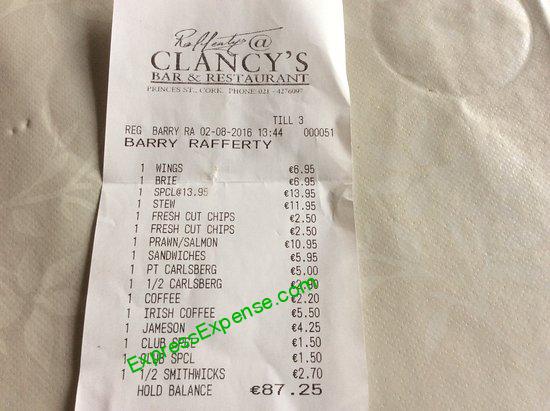 Rafferty's @
CLANCY'S
BAR & RESTAURANT
PRINCES ST., CORK. PHONE: 021 - 4276097
TILL 3
REG BARRY RA 02-08-2016 13:44 000051
BARRY RAFFERTY
1 WINGS €6.95
1 BRIE €6.95
1 SPCL@13.95 €13.95
1 STEW €11.95
1 FRESH CUT CHIPS €2.50
1 FRESH CUT CHIPS €2.50
1 PRAWN/SALMON €10.95
1 SANDWICHES €5.95
1 PT CARLSBERG €5.00
1 1/2 CARLSBERG
1 COFFEE €2.20
1 IRISH COFFEE €5.50
1 JAMESON €4.25
1 CLUB SPCL €1.50
1 CLUB SPCL €1.50
1 1/2 SMITHWICKS €2.70
HOLD BALANCE €87.25
ExpressExpense.com